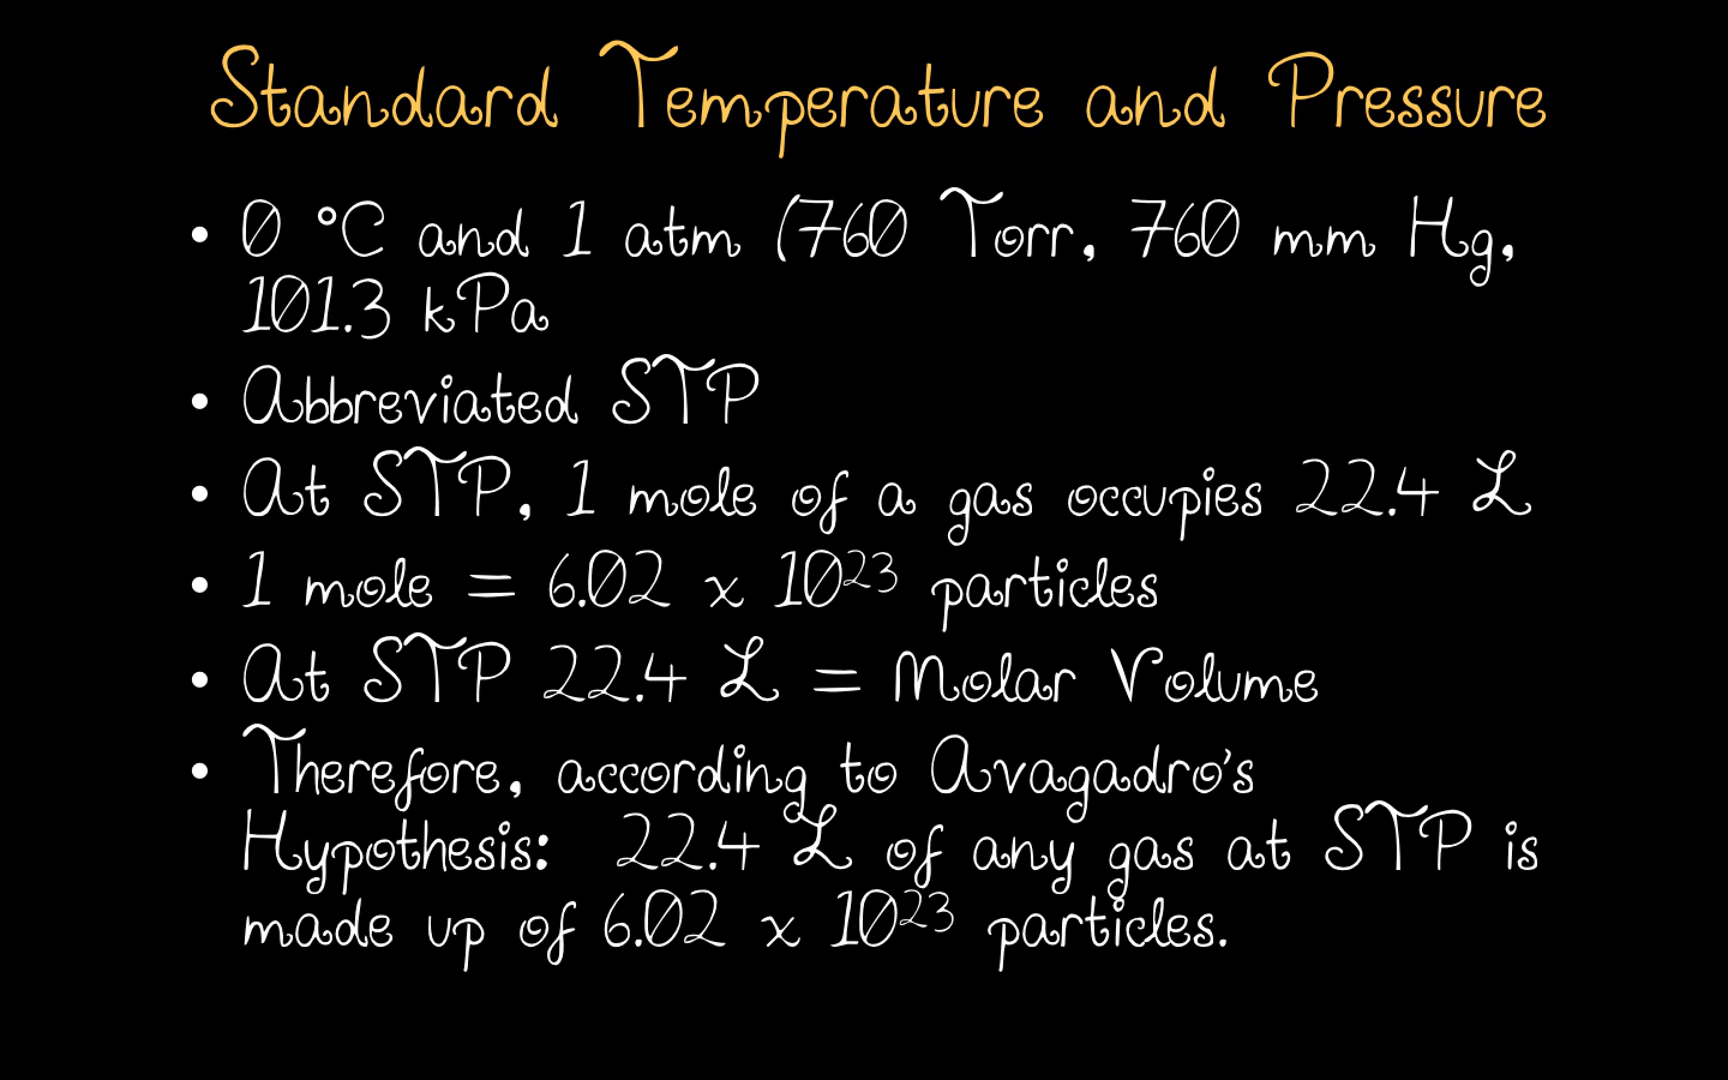 Standard Temperature and Pressure
• 0 °C and 1 atm (760 Torr, 760 mm Hg,
101.3 kPa
• Abbreviated STP
• At STP, 1 mole of a gas occupies 22.4 L
• 1 mole = 6.02 x 10²³ particles
• At STP 22.4 L = Molar Volume
• Therefore, according to Avagadro's
Hypothesis: 22.4 L of any gas at STP is
made up of 6.02 x 10²³ particles.